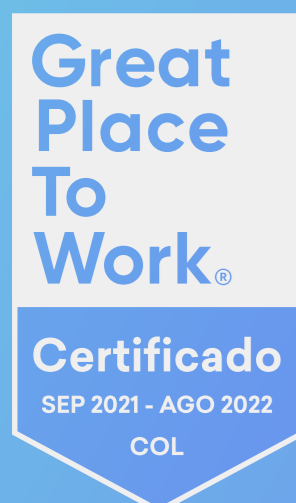 Great
Place
To
Work®
Certificado
SEP 2021 - AGO 2022
COL